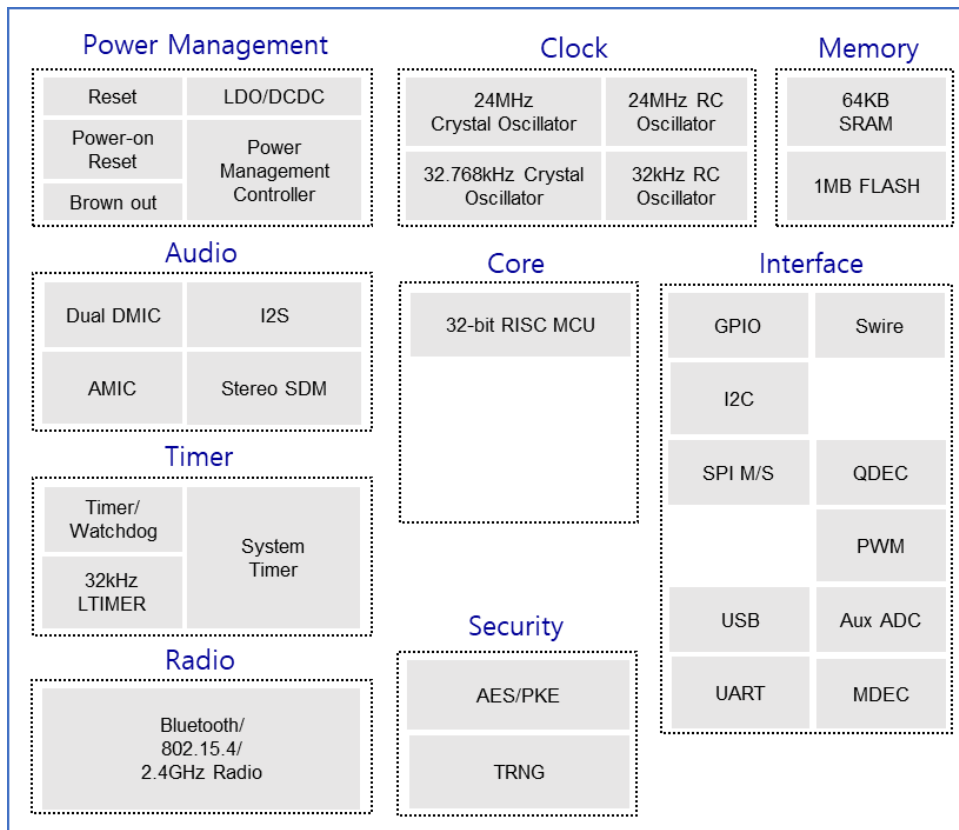 Power Management
Reset
LDO/DCDC
Power-on
Reset
Power
Management
Controller
Brown out
Clock
24MHz
Crystal Oscillator
24MHz RC
Oscillator
32.768kHz Crystal
Oscillator
32kHz RC
Oscillator
Memory
64KB
SRAM
1MB FLASH
Audio
Dual DMIC
I2S
AMIC
Stereo SDM
Core
32-bit RISC MCU
Interface
GPIO
Swire
I2C
SPI M/S
QDEC
PWM
USB
Aux ADC
UART
MDEC
Timer
Timer/
Watchdog
System
Timer
32kHz
LTIMER
Security
AES/PKE
TRNG
Radio
Bluetooth/
802.15.4/
2.4GHz Radio